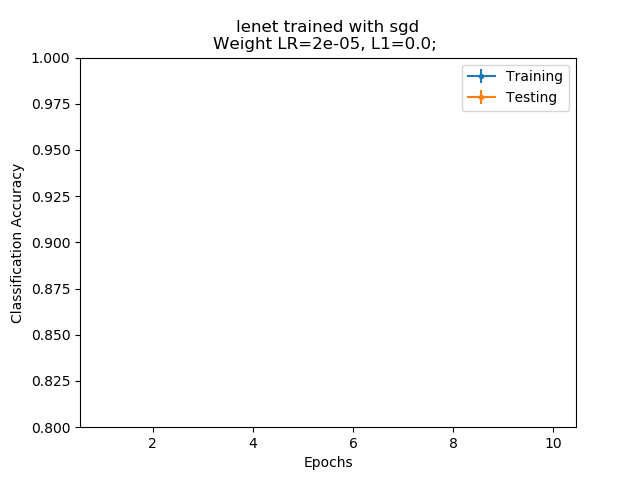 lenet trained with sgd
Weight LR=2e-05, L1=0.0;
1.000
0.975
0.950
0.925
0.900
0.875
0.850
0.825
0.800
Classification Accuracy
Training
Testing
2 4 6 8 10
Epochs